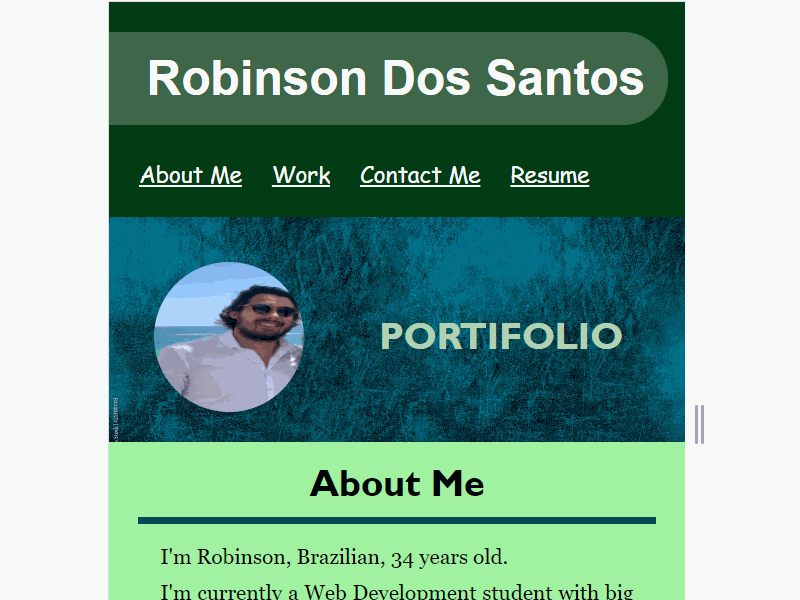 Robinson Dos Santos
About Me Work Contact Me Resume
PORTIFOLIO
About Me
I'm Robinson, Brazilian, 34 years old.
I'm currently a Web Development student with big